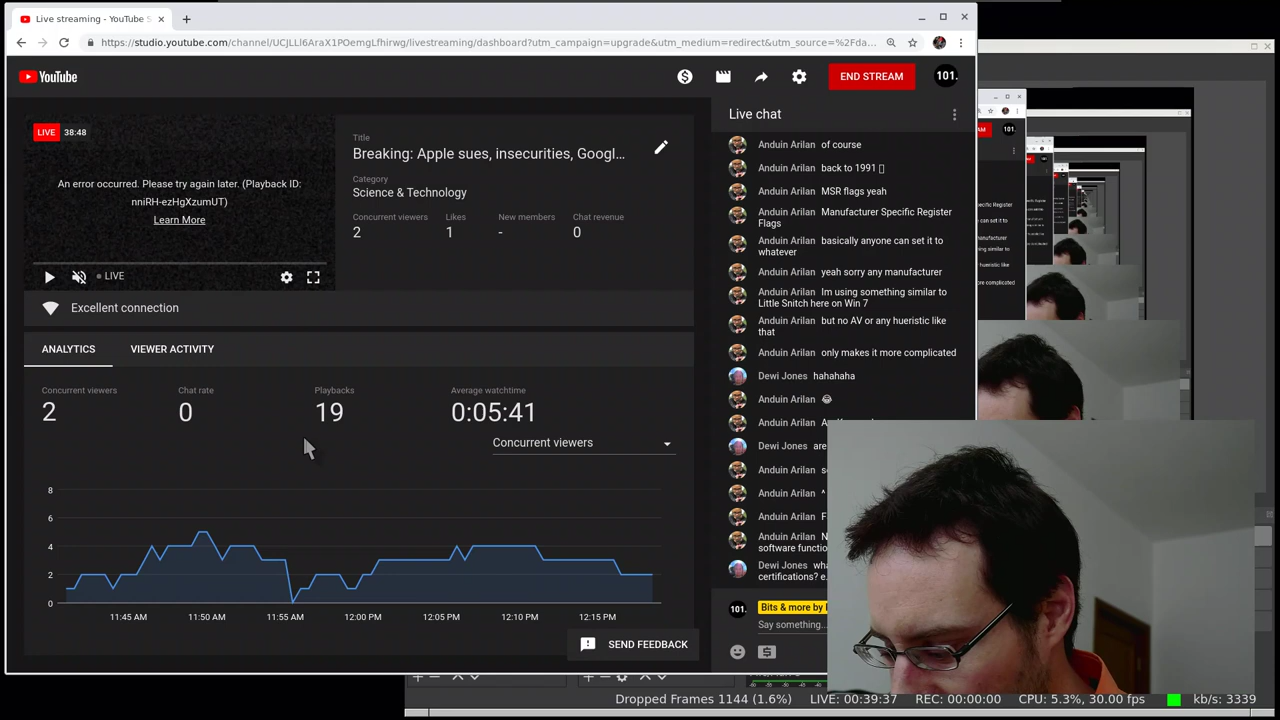 Live streaming - YouTube S
https://studio.youtube.com/channel/UCJLLl6AraX1POemgLfhirwg/livestreaming/dashboard?utm_campaign=upgrade&utm_medium=redirect&utm_source=%2Fda...
YouTube
END STREAM
101.
LIVE 38:48
An error occurred. Please try again later. (Playback ID:
nniRH-ezHgXzumUT)
Learn More
LIVE
Title
Breaking: Apple sues, insecurities, Googl...
Category
Science & Technology
Concurrent viewers Likes New members Chat revenue
2 1 - 0
Excellent connection
ANALYTICS VIEWER ACTIVITY
Concurrent viewers Chat rate Playbacks Average watchtime
2 0 19 0:05:41
Concurrent viewers
8
6
4
2
0
11:45 AM 11:50 AM 11:55 AM 12:00 PM 12:05 PM 12:10 PM 12:15 PM
SEND FEEDBACK
Live chat
Anduin Arilan of course
Anduin Arilan back to 1991
Anduin Arilan MSR flags yeah
Anduin Arilan Manufacturer Specific Register
Flags
Anduin Arilan basically anyone can set it to
whatever
Anduin Arilan yeah sorry any manufacturer
Anduin Arilan Im using something similar to
Little Snitch here on Win 7
Anduin Arilan but no AV or any hueristic like
that
Anduin Arilan only makes it more complicated
Dewi Jones hahahaha
Anduin Arilan 😂
Anduin Arilan
Dewi Jones are
Anduin Arilan
Anduin Arilan ^
Anduin Arilan
Anduin Arilan
software functio
Dewi Jones
certifications? e.
101. Bits & more by
Say something...
Dropped Frames 1144 (1.6%) LIVE: 00:39:37 REC: 00:00:00 CPU: 5.3%, 30.00 fps kb/s: 3339